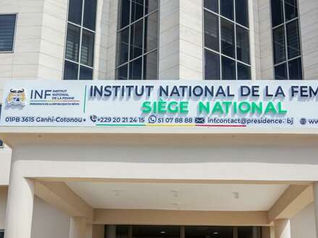 INF INSTITUT NATIONAL DE LA FEMME
INSTITUT NATIONAL DE LA FEM
SIÈGE NATIONAL
01PB 3615 Ganhi-Cotonou +229 20 21 24 15 51 07 88 88 infcontact@presidence.bj